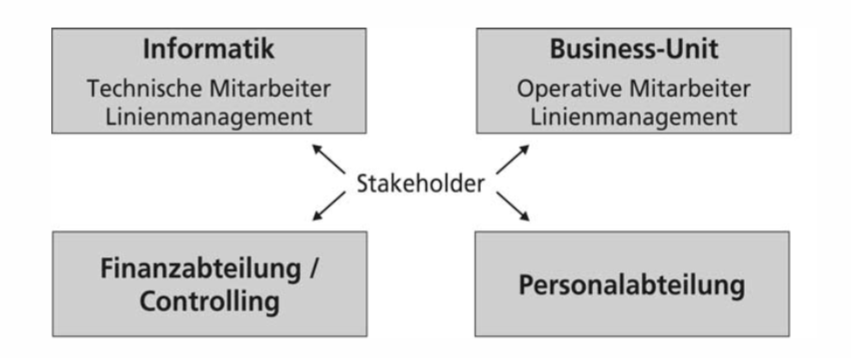 Informatik
Technische Mitarbeiter
Linienmanagement
Business-Unit
Operative Mitarbeiter
Linienmanagement
Stakeholder
Finanzabteilung /
Controlling
Personalabteilung